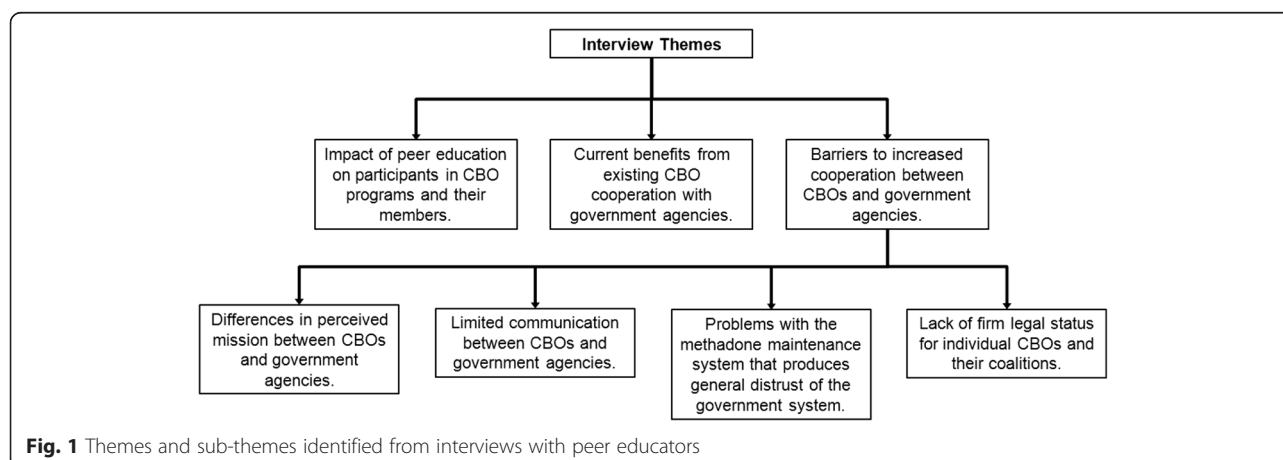 Interview Themes
Impact of peer education
on participants in CBO
programs and their
members.
Current benefits from
existing CBO
cooperation with
government agencies.
Barriers to increased
cooperation between
CBOs and government
agencies.
Differences in perceived
mission between CBOs
and government
agencies.
Limited communication
between CBOs and
government agencies.
Problems with the
methadone maintenance
system that produces
general distrust of the
government system.
Lack of firm legal status
for individual CBOs and
their coalitions.
Fig. 1 Themes and sub-themes identified from interviews with peer educators